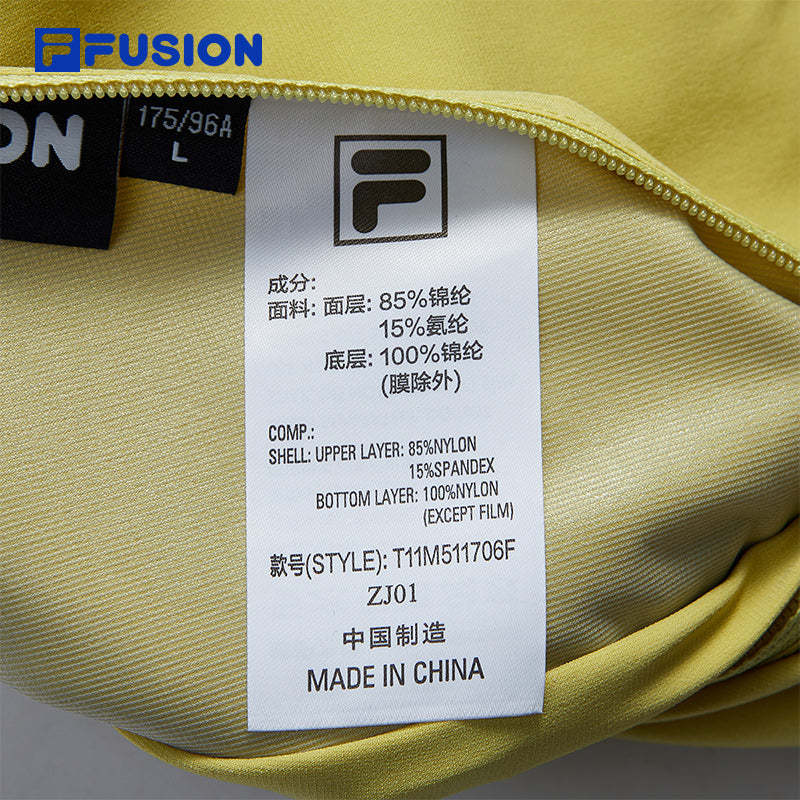 FUSION
ON
175/96A
L
成分:
面料: 面层: 85%锦纶
15%氨纶
底层: 100%锦纶
(膜除外)
COMP.:
SHELL: UPPER LAYER: 85%NYLON
15%SPANDEX
BOTTOM LAYER: 100%NYLON
(EXCEPT FILM)
款号(STYLE): T11M511706F
ZJ01
中国制造
MADE IN CHINA